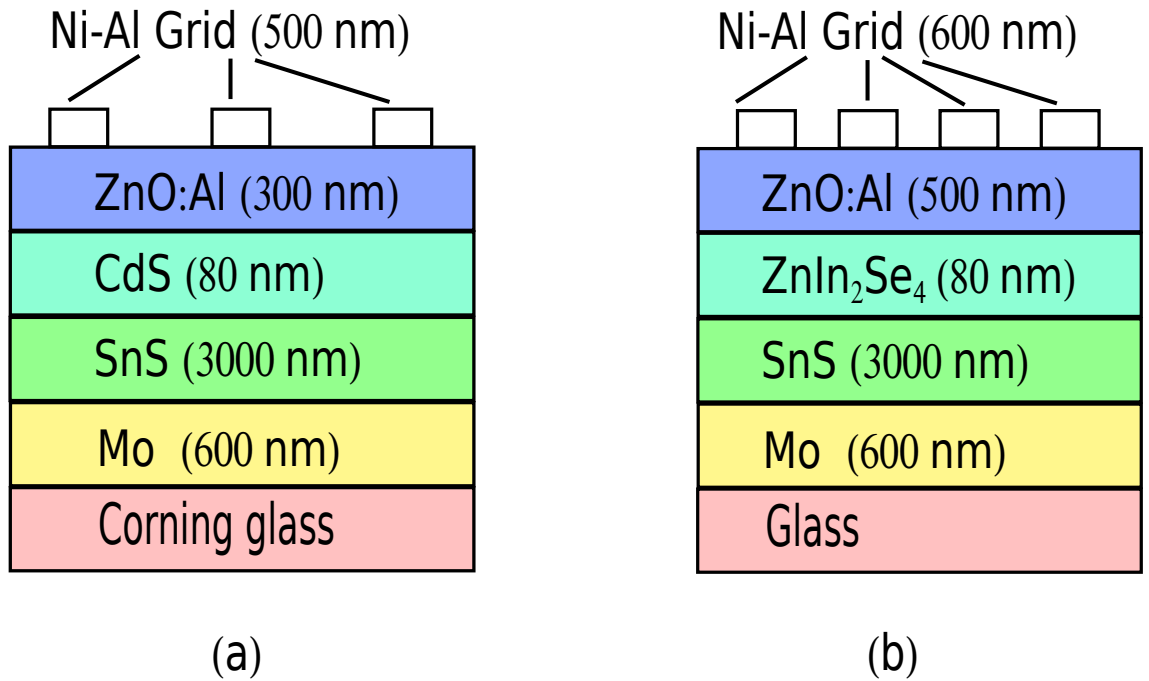 Ni-Al Grid (500 nm)
ZnO:Al (300 nm)
CdS (80 nm)
SnS (3000 nm)
Mo (600 nm)
Corning glass
(a)
Ni-Al Grid (600 nm)
ZnO:Al (500 nm)
ZnIn₂Se₄ (80 nm)
SnS (3000 nm)
Mo (600 nm)
Glass
(b)